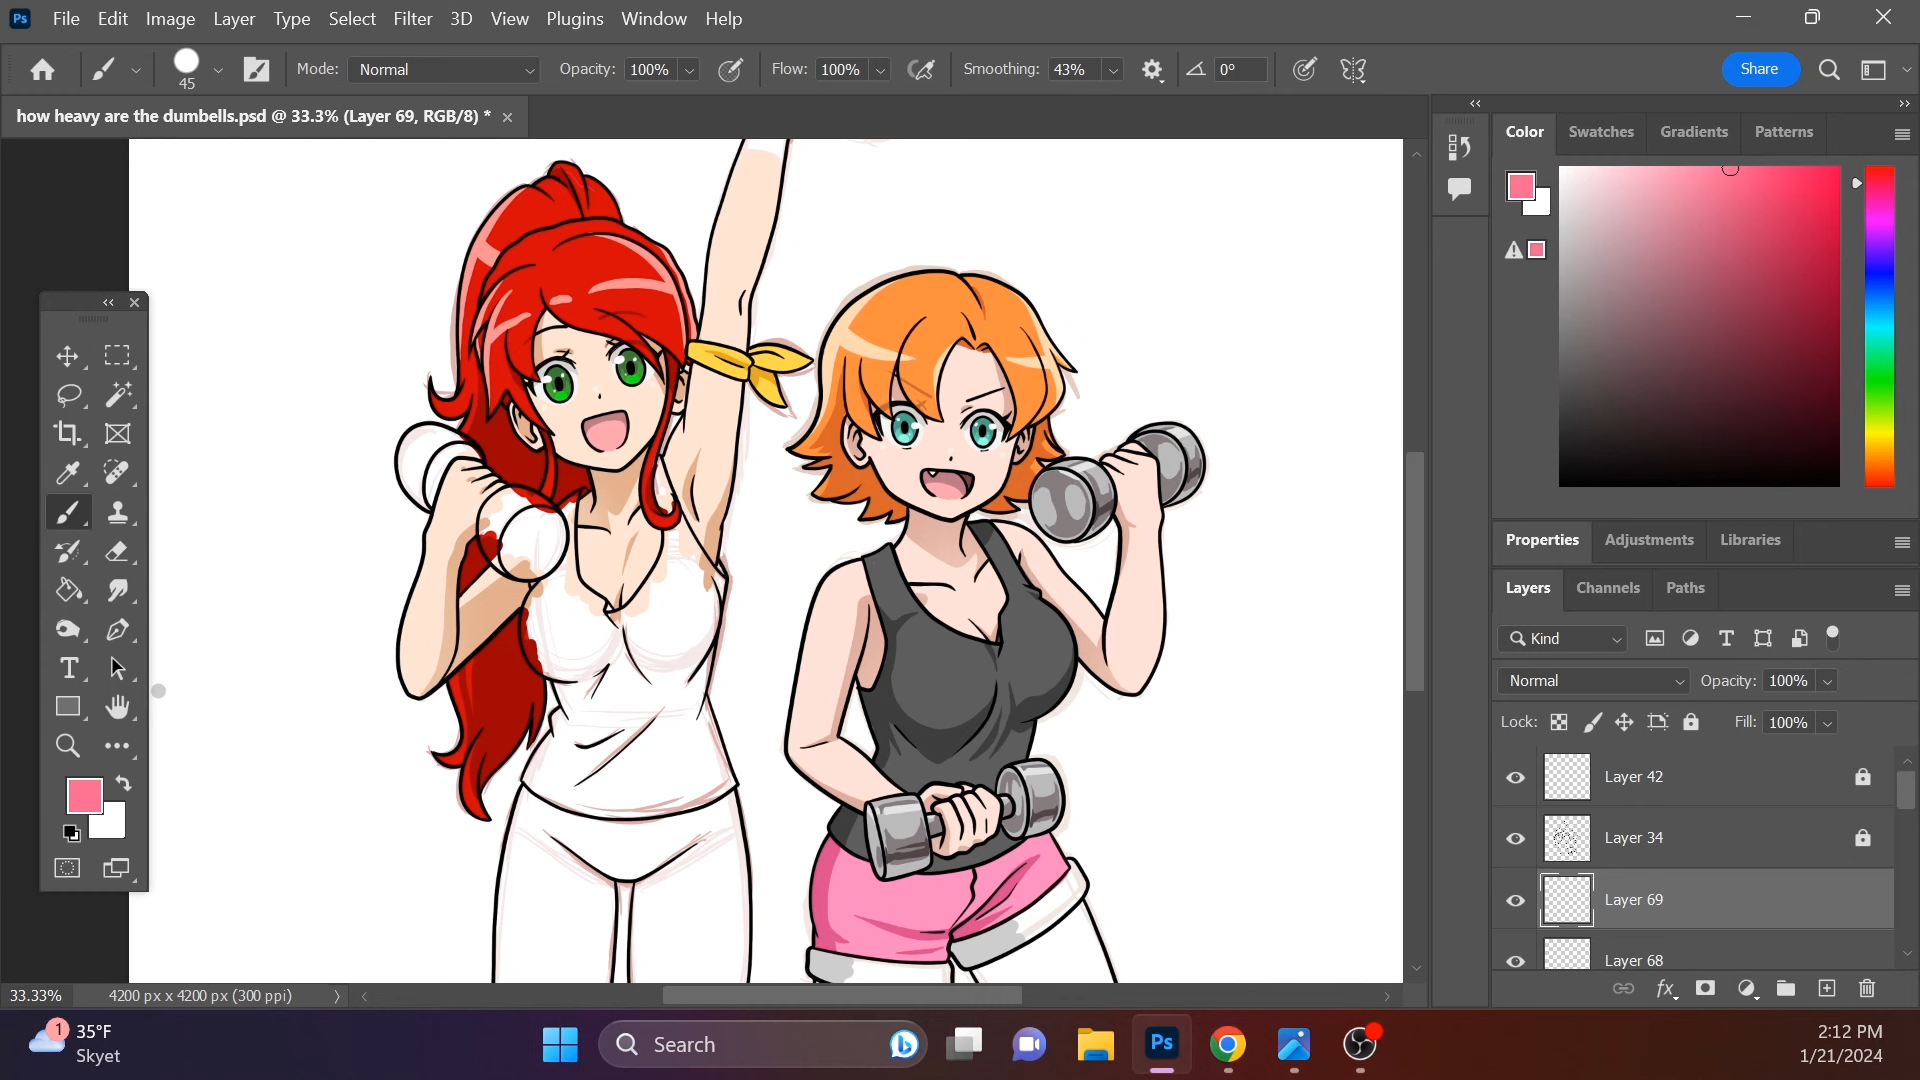 Ps File Edit Image Layer Type Select Filter 3D View Plugins Window Help
45 Mode: Normal Opacity: 100% Flow: 100% Smoothing: 43% 0° Share
how heavy are the dumbells.psd @ 33.3% (Layer 69, RGB/8) *
Color Swatches Gradients Patterns
Properties Adjustments Libraries
Layers Channels Paths
Kind
Normal Opacity: 100%
Lock: Fill: 100%
Layer 42
Layer 34
Layer 69
Layer 68
33.33% 4200 px x 4200 px (300 ppi)
1 35°F
Skyet
Search
Ps
2:12 PM
1/21/2024